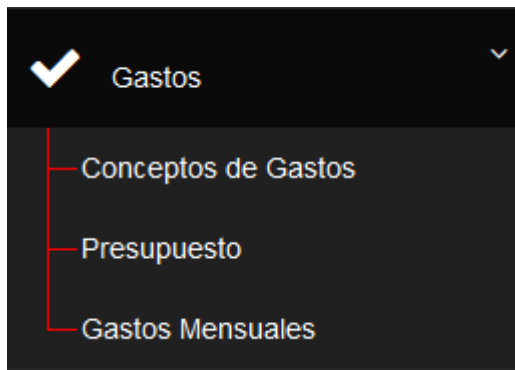 Gastos
Conceptos de Gastos
Presupuesto
Gastos Mensuales